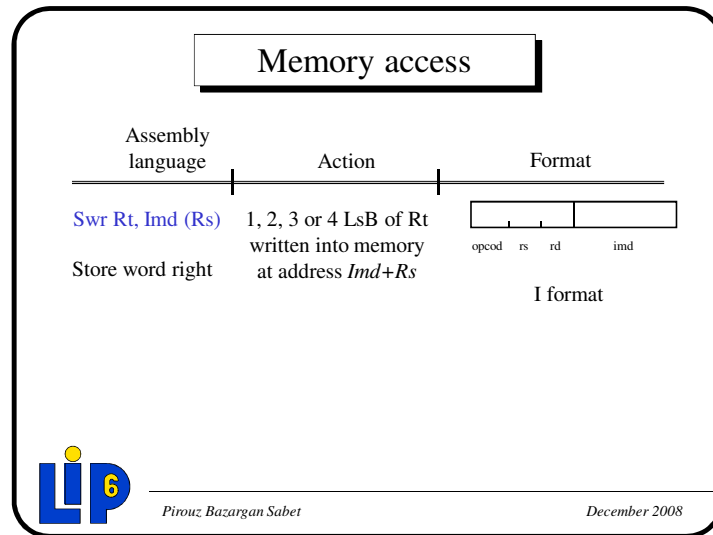 Memory access
Assembly
language
Action
Format
Swr Rt, Imd (Rs)
Store word right
1, 2, 3 or 4 LsB of Rt
written into memory
at address Imd+Rs
opcod rs rd imd
I format
LiP6
Pirouz Bazargan Sabet
December 2008